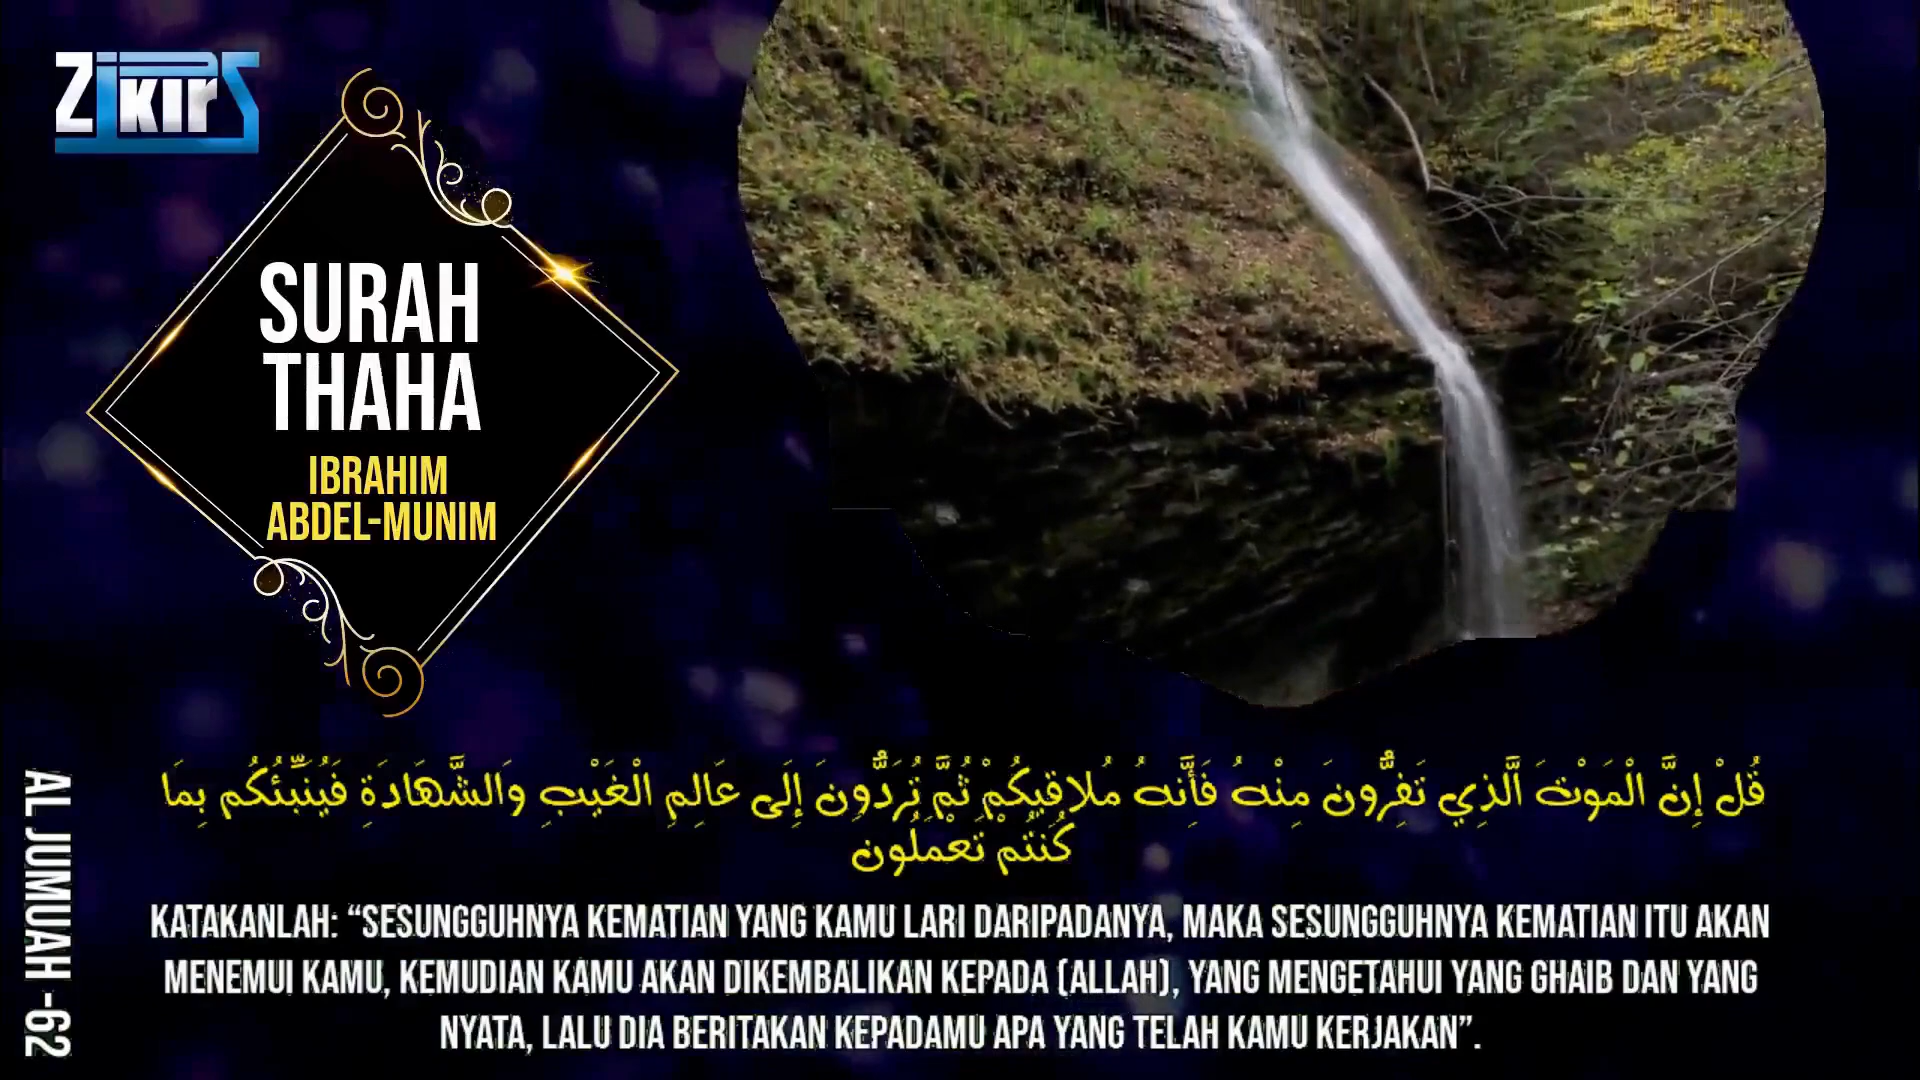 ZikirS
SURAH
THAHA
IBRAHIM
ABDEL-MUNIM
قُلْ إِنَّ الْمَوْتَ الَّذِي تَفِرُّونَ مِنْهُ فَأَِنَّهُ مُلَاقِيكُمْ ثُمَّ تُرَدُّونَ إِلَى عَالِمِ الْغَيْبِ وَالشَّهَادَةِ فَيُنَبِّئُكُم بِمَا
كُنتُمْ تَعْمَلُونَ
KATAKANLAH: “SESUNGGUHNYA KEMATIAN YANG KAMU LARI DARIPADANYA, MAKA SESUNGGUHNYA KEMATIAN ITU AKAN
MENEMUI KAMU, KEMUDIAN KAMU AKAN DIKEMBALIKAN KEPADA (ALLAH), YANG MENGETAHUI YANG GHAIB DAN YANG
NYATA, LALU DIA BERITAKAN KEPADAMU APA YANG TELAH KAMU KERJAKAN”.
AL JUMUAH -62